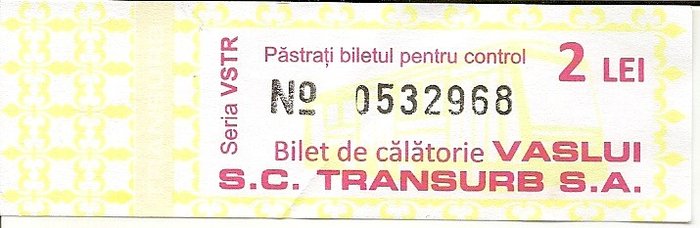 Seria VSTR
Păstrați biletul pentru control
2 LEI
Nº 0532968
Bilet de călătorie VASLUI
S.C. TRANSURB S.A.